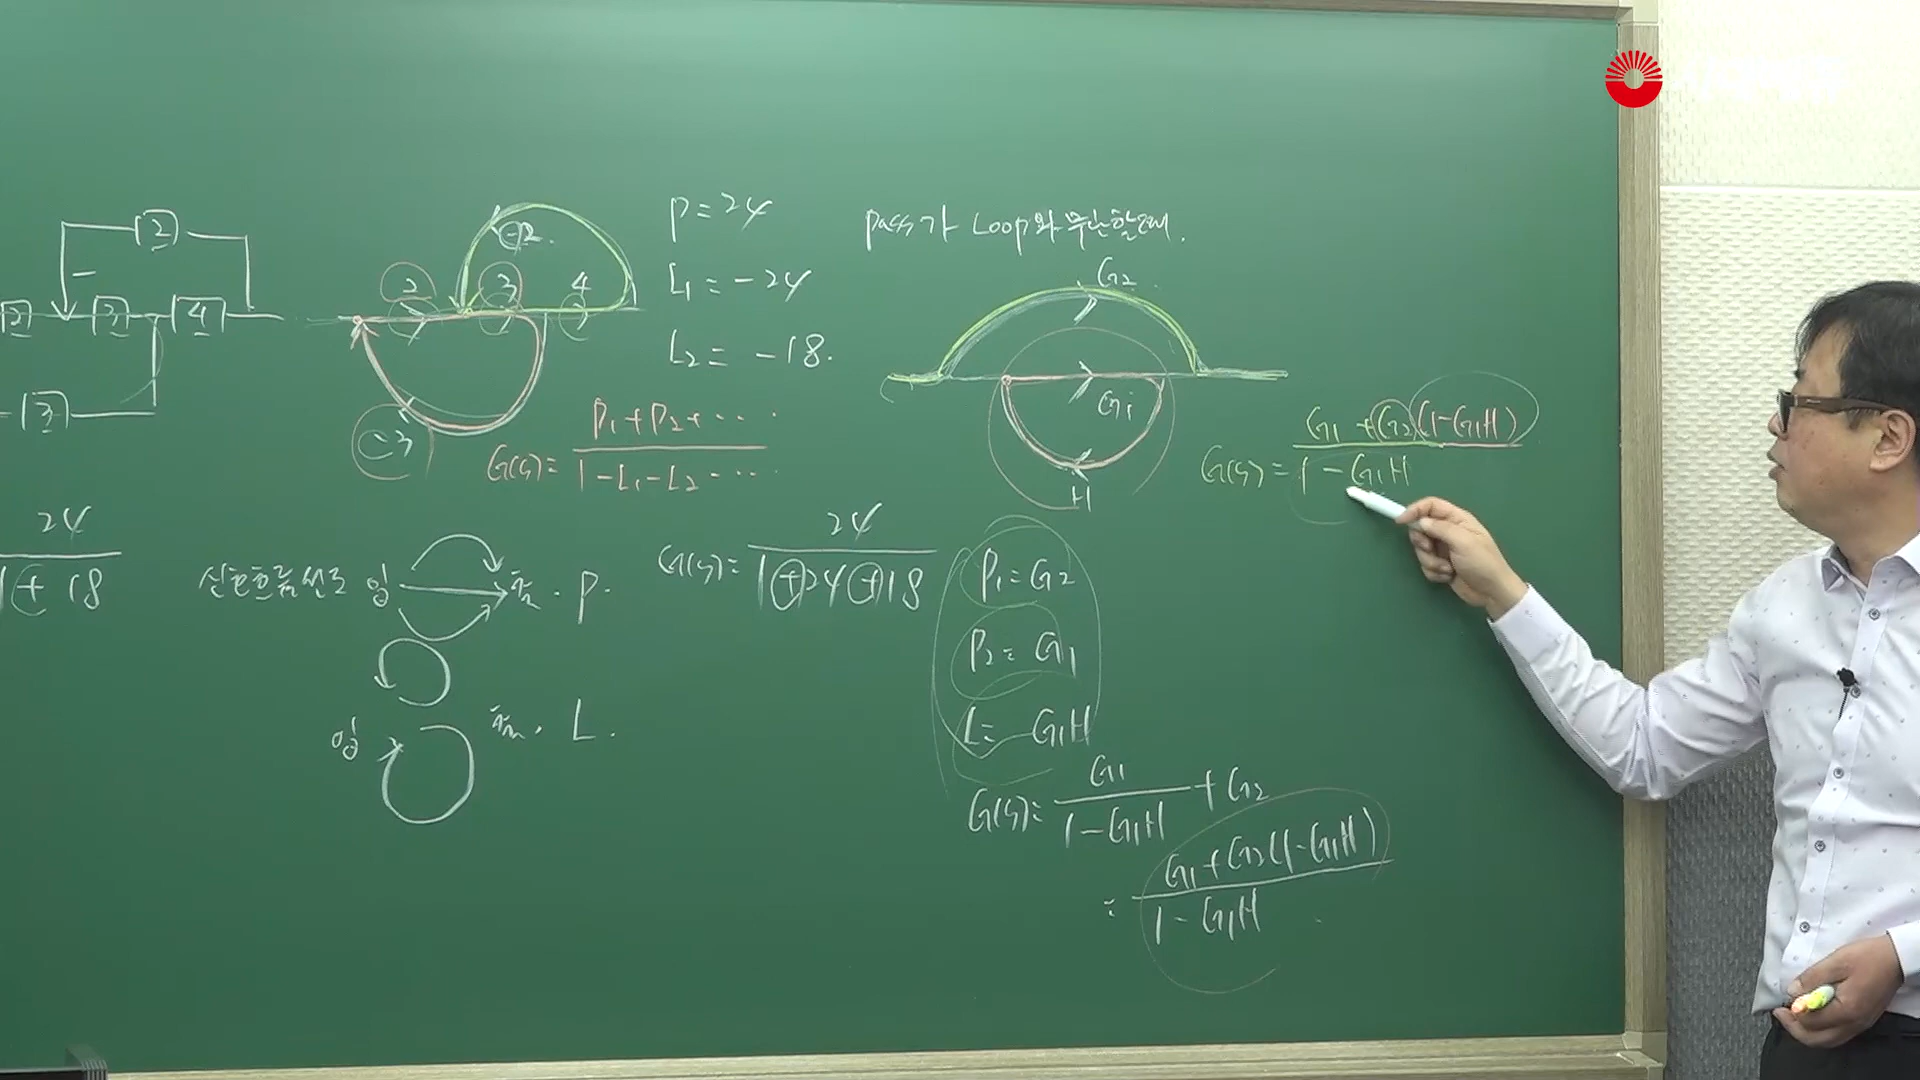 2
-
2 3 4
-3
-2
2 3 4
-3
P = 24
L₁ = -24
L₂ = -18.
G(s) = (P₁+P₂+ ···) / (1-L₁-L₂ ···)
Pass가 Loop와 무관할때.
G₂
G₁
H
G(s) = (G₁ + G₂(1-G₁H)) / (1 - G₁H)
24 / (1 + 18)
신호흐름선도 입 출. P.
입 출. L.
G(s) = 24 / (1+24+18)
P₁ = G₂
P₂ = G₁
L = G₁H
G(s) = G₁ / (1 - G₁H) + G₂
= (G₁+G₂(1-G₁H)) / (1 - G₁H)